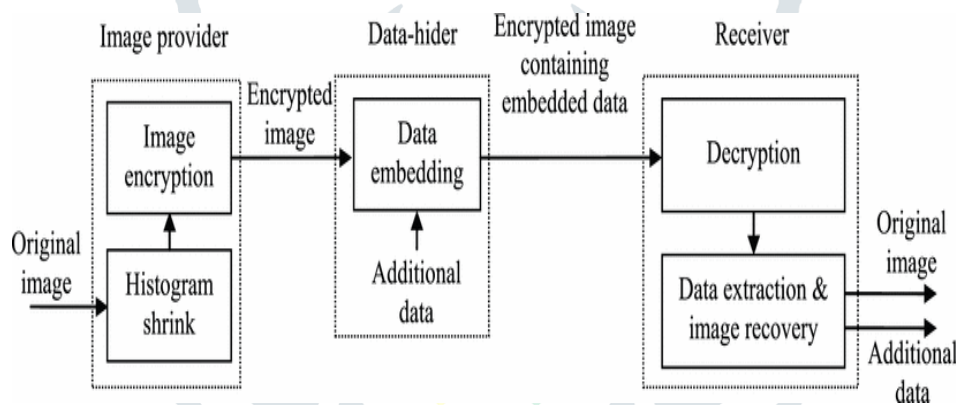 Image provider
Data-hider
Encrypted image
containing
embedded data
Receiver
Image
encryption
Encrypted
image
Data
embedding
Decryption
Original
image
Histogram
shrink
Additional
data
Data extraction &
image recovery
Original
image
Additional
data